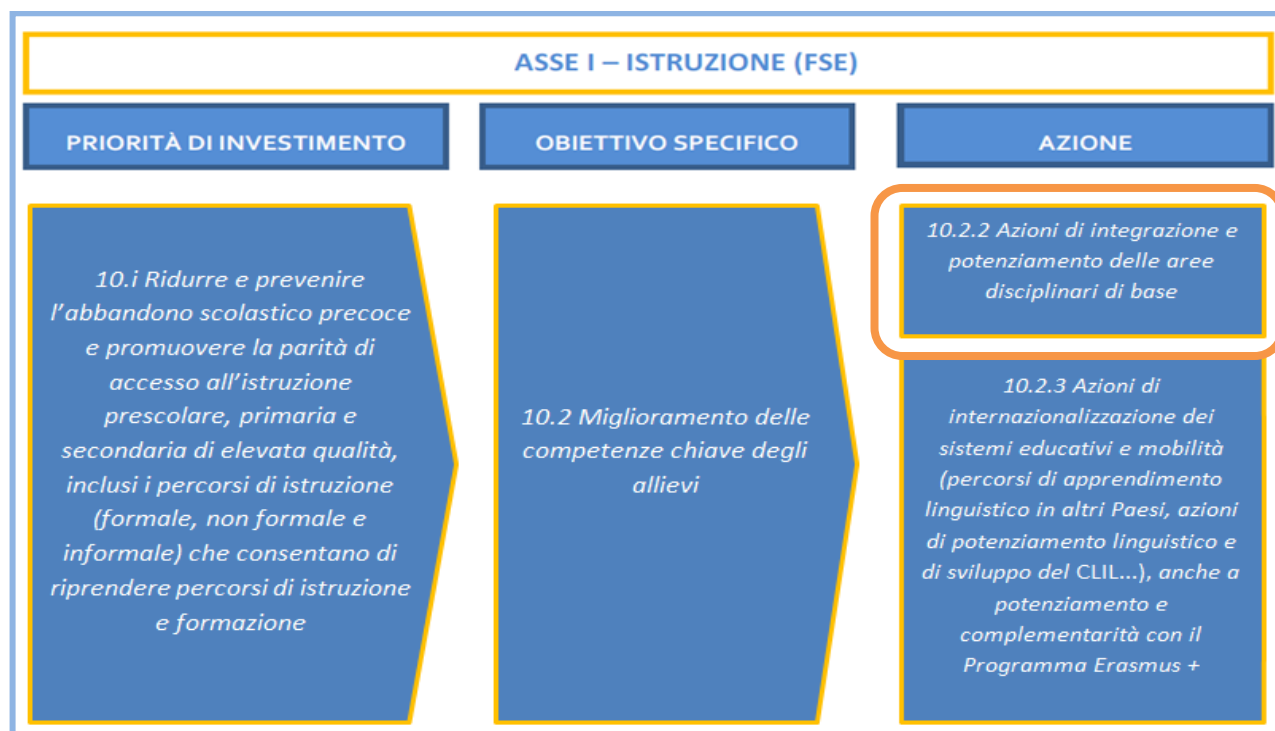 ASSE I – ISTRUZIONE (FSE)
PRIORITÀ DI INVESTIMENTO
OBIETTIVO SPECIFICO
AZIONE
10.i Ridurre e prevenire
l’abbandono scolastico precoce
e promuovere la parità di
accesso all’istruzione
prescolare, primaria e
secondaria di elevata qualità,
inclusi i percorsi di istruzione
(formale, non formale e
informale) che consentano di
riprendere percorsi di istruzione
e formazione
10.2 Miglioramento delle
competenze chiave degli
allievi
10.2.2 Azioni di integrazione e
potenziamento delle aree
disciplinari di base
10.2.3 Azioni di
internazionalizzazione dei
sistemi educativi e mobilità
(percorsi di apprendimento
linguistico in altri Paesi, azioni
di potenziamento linguistico e
di sviluppo del CLIL...), anche a
potenziamento e
complementarità con il
Programma Erasmus +